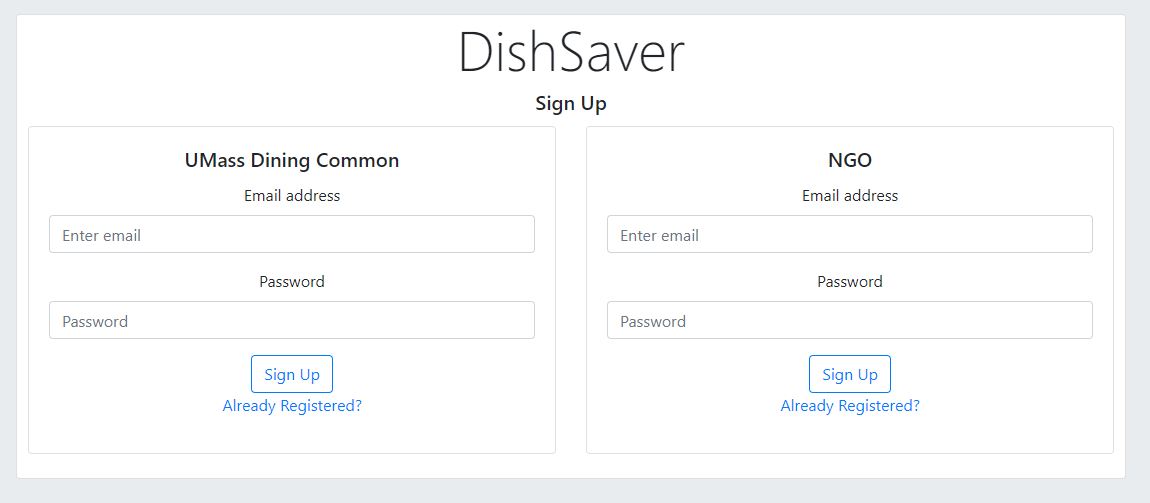 DishSaver
Sign Up
UMass Dining Common
Email address
Enter email
Password
Password
Sign Up
Already Registered?
NGO
Email address
Enter email
Password
Password
Sign Up
Already Registered?